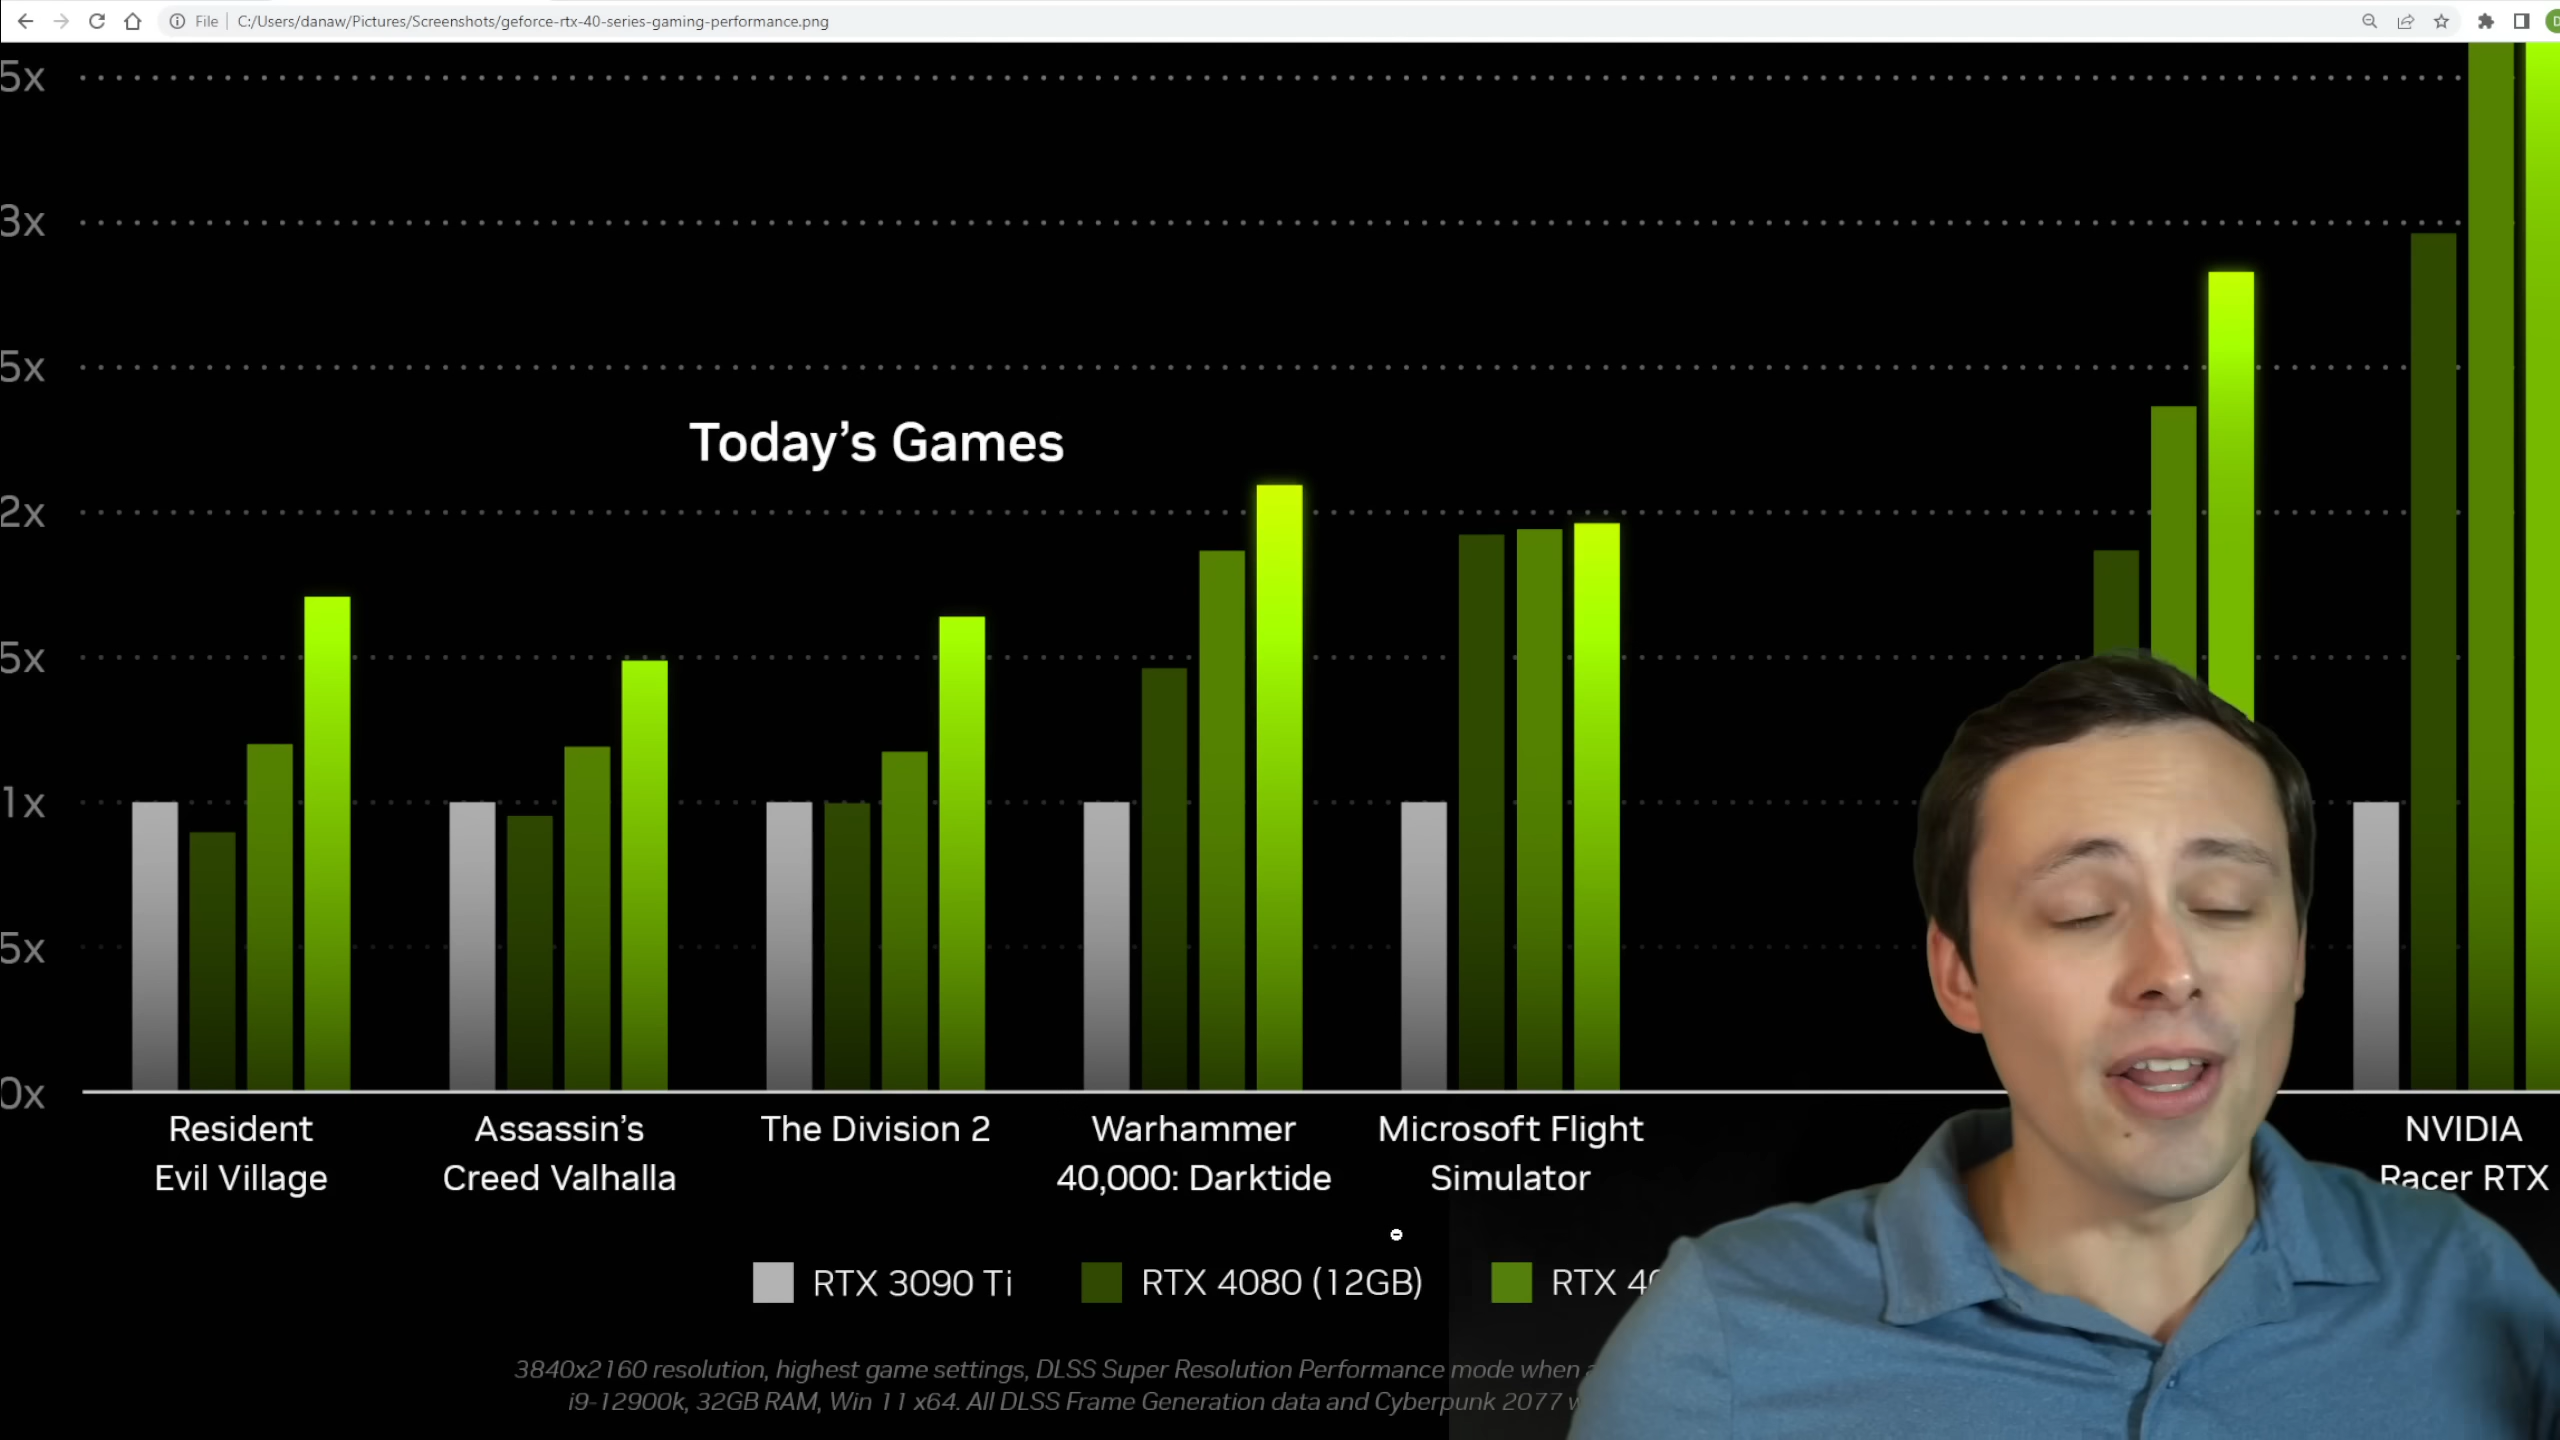 File | C:/Users/danaw/Pictures/Screenshots/geforce-rtx-40-series-gaming-performance.png
5x
3x
5x
Today's Games
2x
5x
1x
5x
0x
Resident
Evil Village
Assassin's
Creed Valhalla
The Division 2
Warhammer
40,000: Darktide
Microsoft Flight
Simulator
NVIDIA
Racer RTX
RTX 3090 Ti
RTX 4080 (12GB)
RTX
3840x2160 resolution, highest game settings, DLSS Super Resolution Performance mode when
i9-12900k, 32GB RAM, Win 11 x64. All DLSS Frame Generation data and Cyberpunk 2077